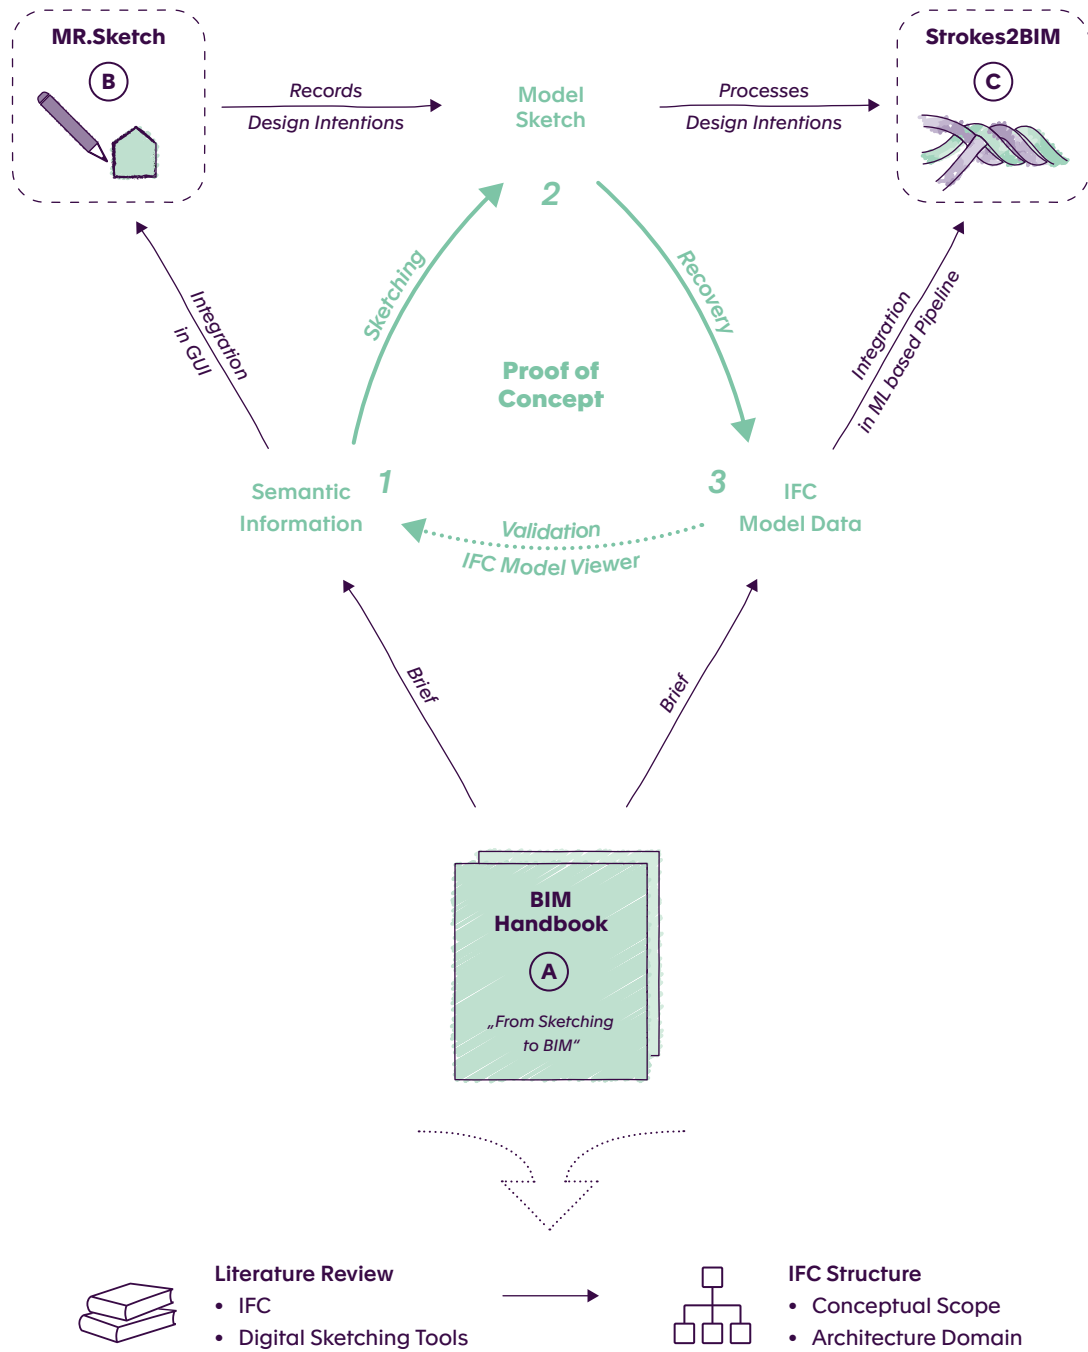 MR.Sketch
B
Records
Design Intentions
Model
Sketch
2
Processes
Design Intentions
Strokes2BIM
C
Integration
in GUI
Sketching
Recovery
Integration
in ML based Pipeline
Proof of
Concept
Semantic
Information
1
3
IFC
Model Data
Validation
IFC Model Viewer
Brief
Brief
BIM
Handbook
A
„From Sketching
to BIM“
Literature Review
• IFC
• Digital Sketching Tools
IFC Structure
• Conceptual Scope
• Architecture Domain